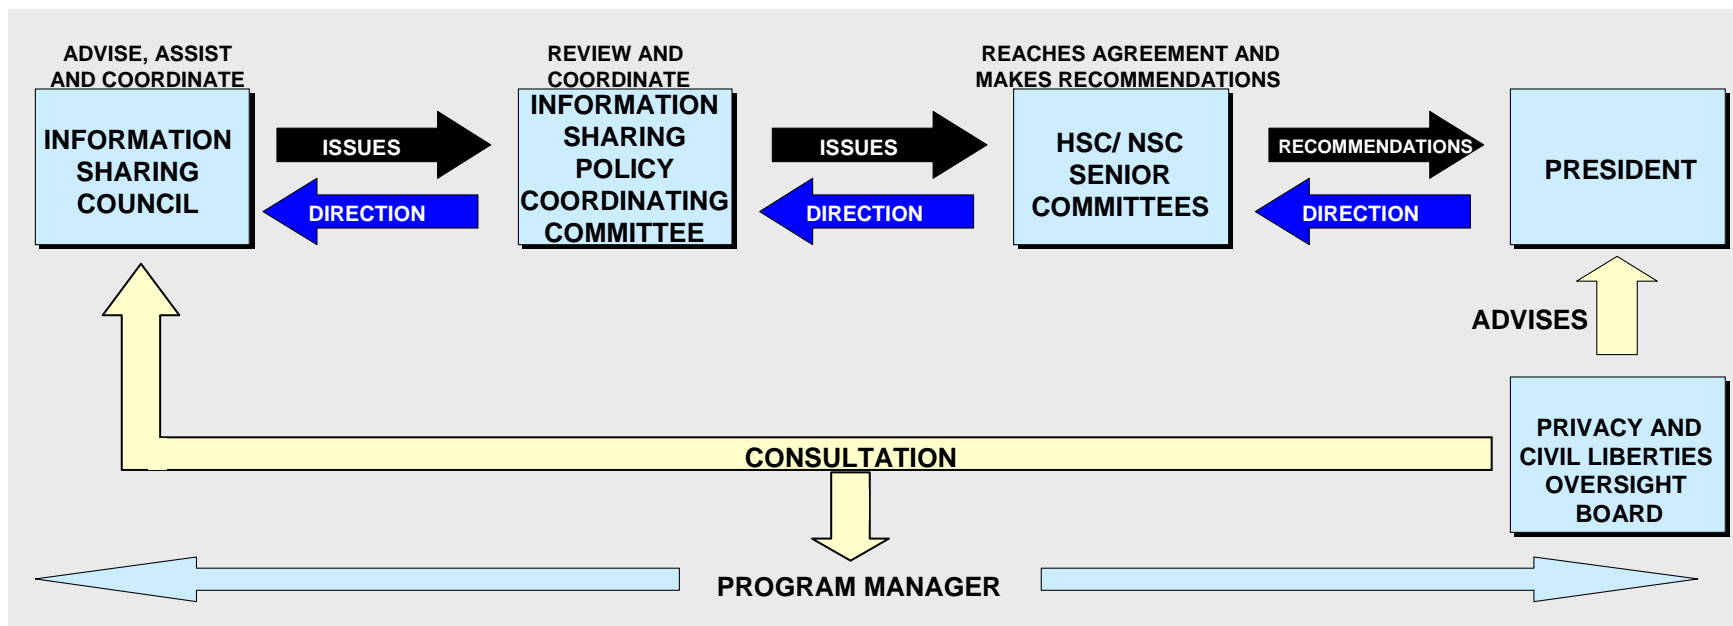 ADVISE, ASSIST
AND COORDINATE
INFORMATION
SHARING
COUNCIL
ISSUES
DIRECTION
REVIEW AND
COORDINATE
INFORMATION
SHARING
POLICY
COORDINATING
COMMITTEE
ISSUES
DIRECTION
REACHES AGREEMENT AND
MAKES RECOMMENDATIONS
HSC/ NSC
SENIOR
COMMITTEES
RECOMMENDATIONS
DIRECTION
PRESIDENT
ADVISES
PRIVACY AND
CIVIL LIBERTIES
OVERSIGHT
BOARD
CONSULTATION
PROGRAM MANAGER